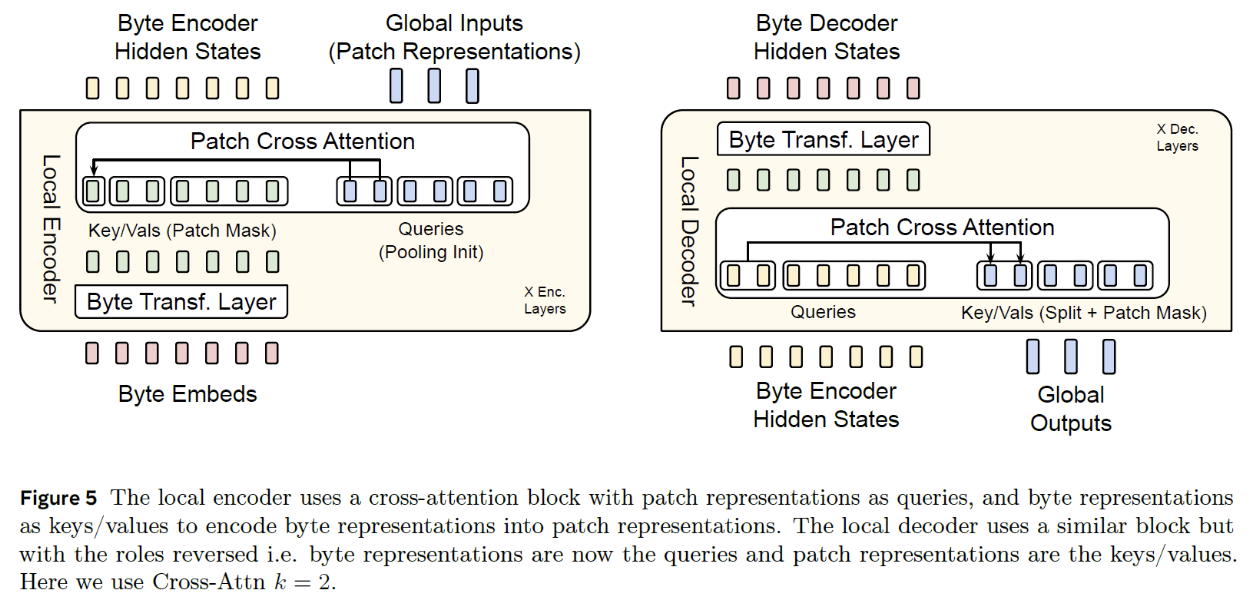 Byte Encoder
Hidden States
Global Inputs
(Patch Representations)
Local Encoder
Patch Cross Attention
Key/Vals (Patch Mask)
Queries
(Pooling Init)
Byte Transf. Layer
X Enc.
Layers
Byte Embeds
Byte Decoder
Hidden States
Local Decoder
Byte Transf. Layer
X Dec.
Layers
Patch Cross Attention
Queries
Key/Vals (Split + Patch Mask)
Byte Encoder
Hidden States
Global
Outputs
Figure 5 The local encoder uses a cross-attention block with patch representations as queries, and byte representations
as keys/values to encode byte representations into patch representations. The local decoder uses a similar block but
with the roles reversed i.e. byte representations are now the queries and patch representations are the keys/values.
Here we use Cross-Attn k = 2.